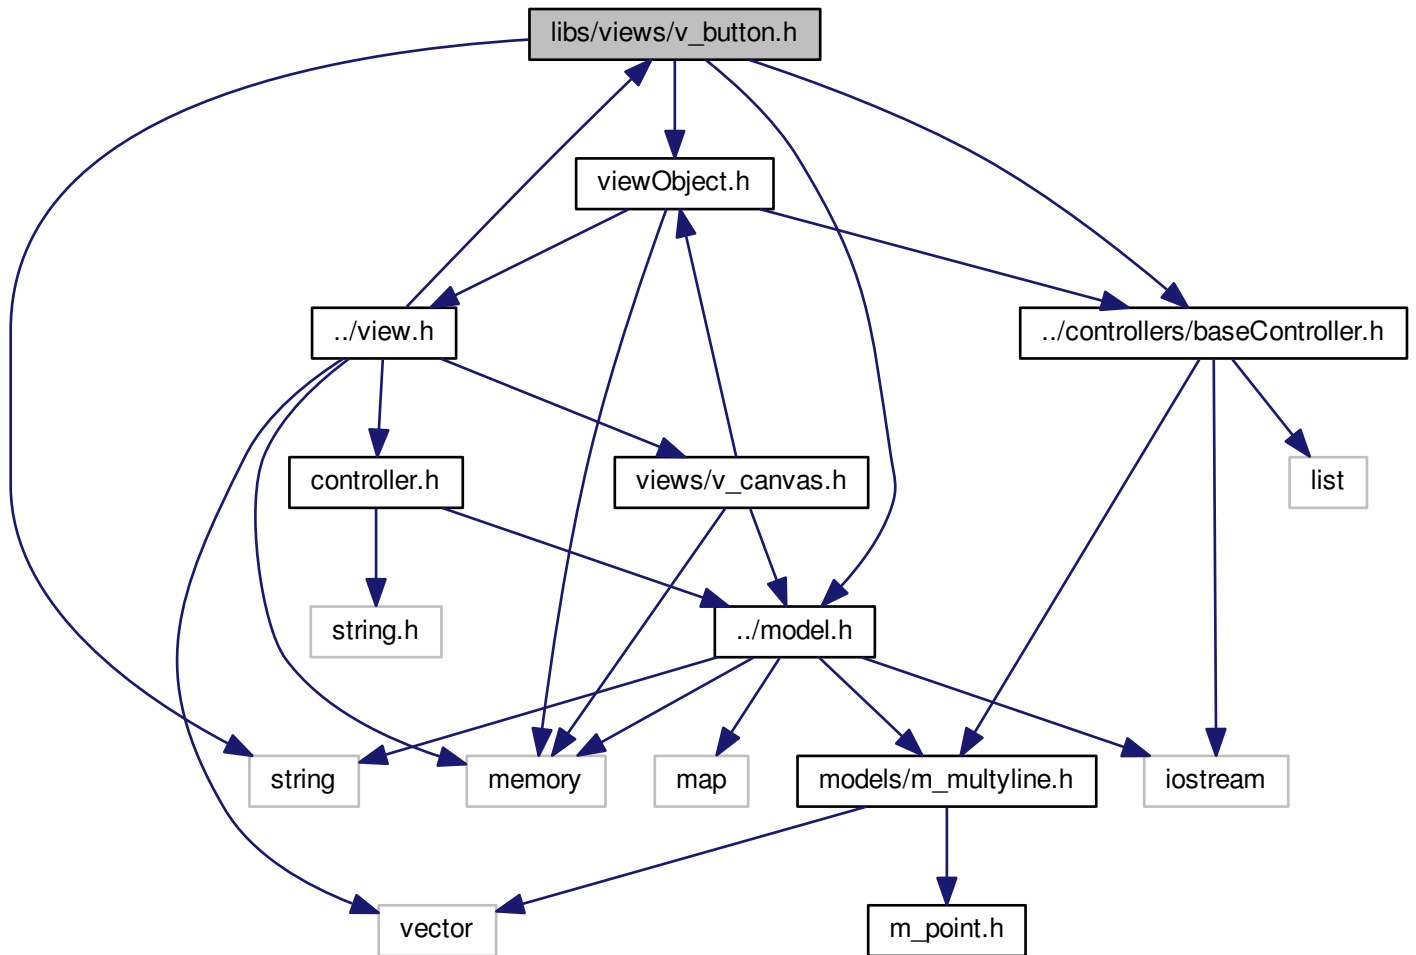 libs/views/v_button.h
viewObject.h
../view.h
../controllers/baseController.h
controller.h
views/v_canvas.h
list
string.h
../model.h
string
memory
map
models/m_multyline.h
iostream
vector
m_point.h